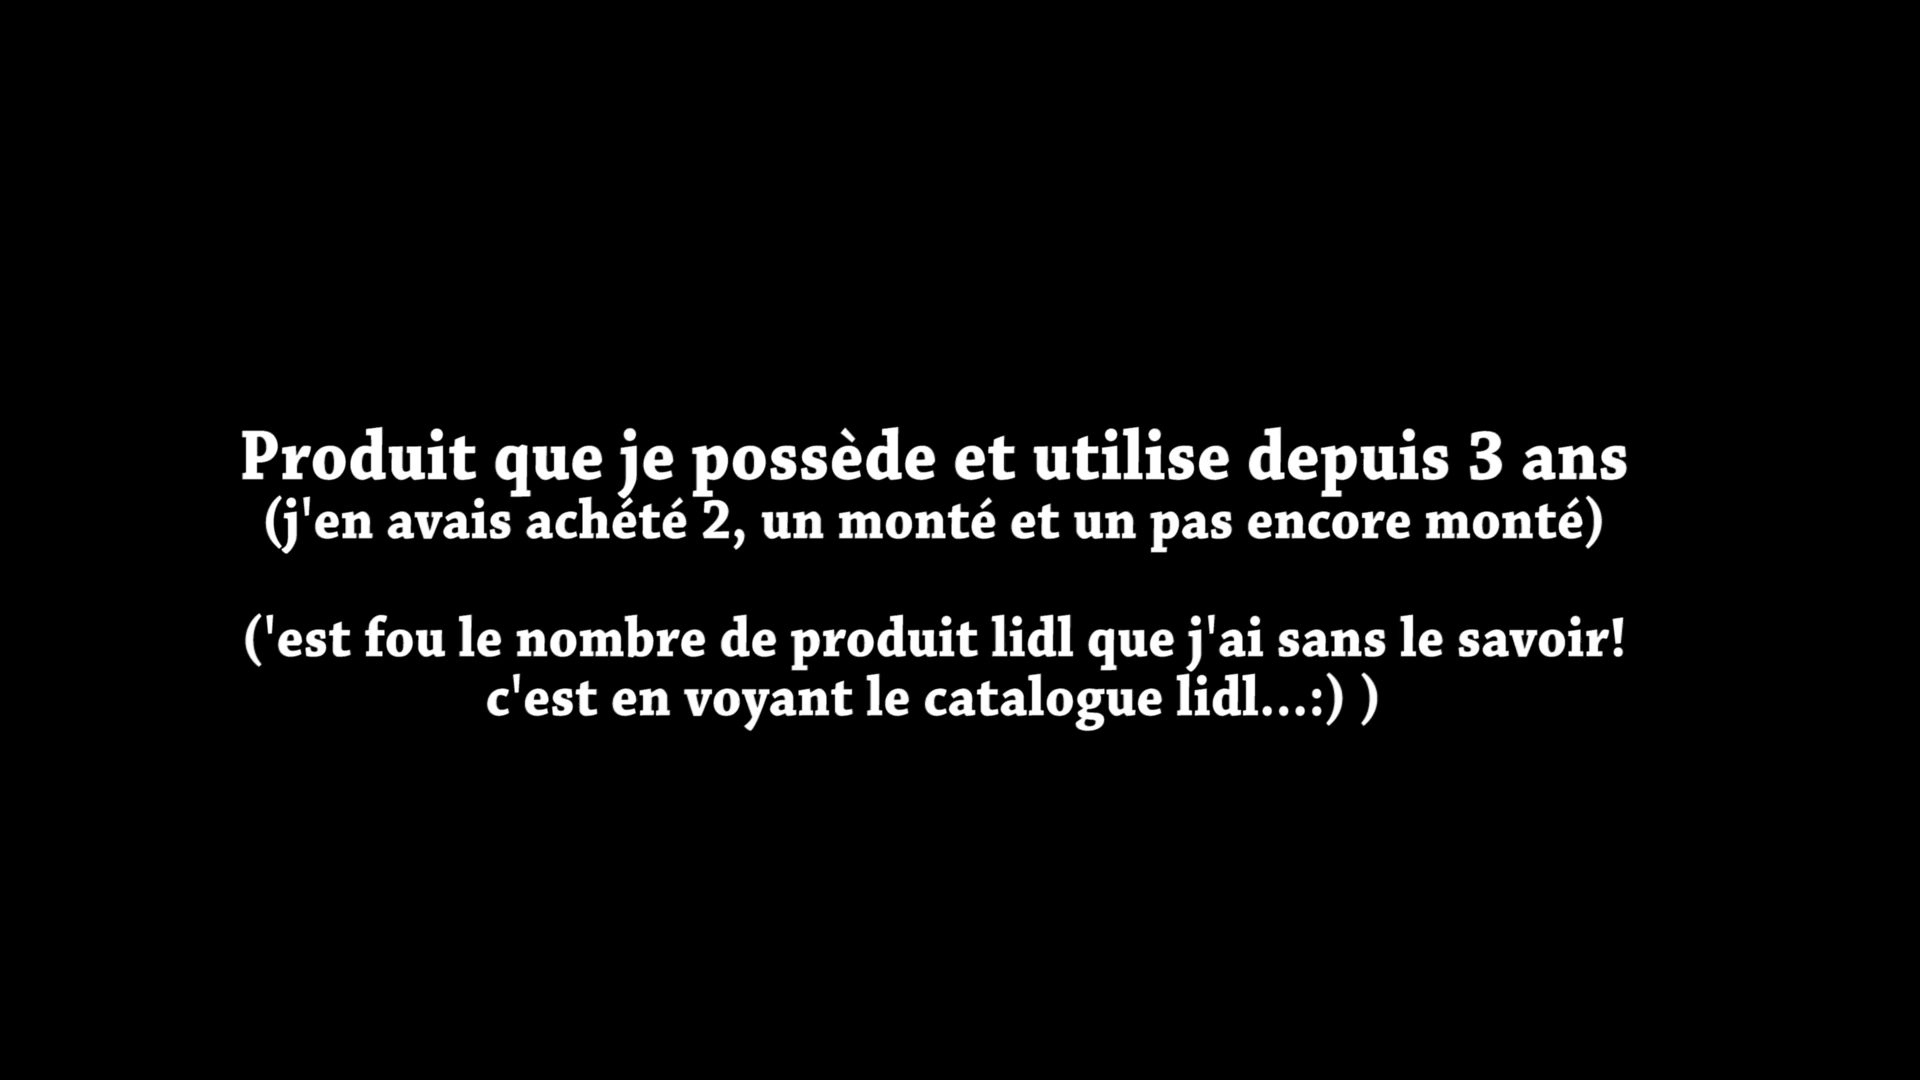 Produit que je possède et utilise depuis 3 ans
(j'en avais achété 2, un monté et un pas encore monté)
('est fou le nombre de produit lidl que j'ai sans le savoir!
c'est en voyant le catalogue lidl...:) )